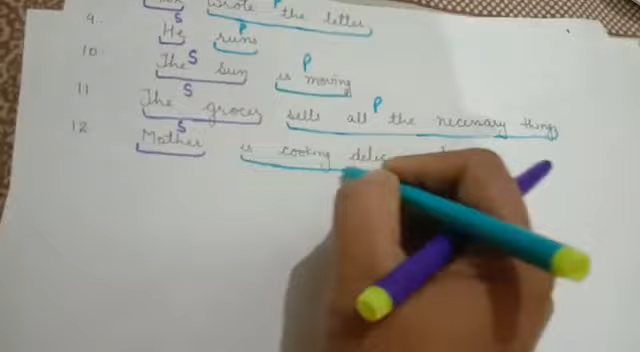 S P
wrote the letter
9. S P
He runs
10. S P
The Sun is moving
11 S P
The grocer sells all the necessary things
12 S
Mother is cooking